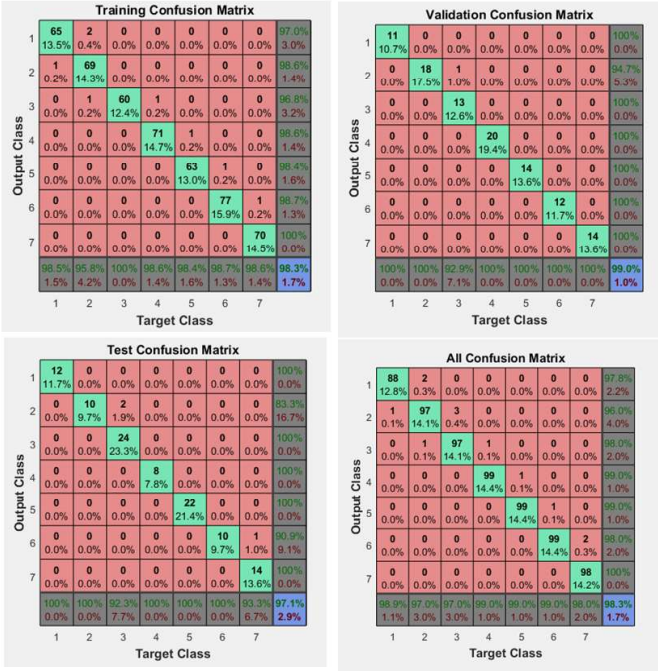 Training Confusion Matrix
1 65 2 0 0 0 0 0 97.0%
13.5% 0.4% 0.0% 0.0% 0.0% 0.0% 0.0% 3.0%
2 1 69 0 0 0 0 0 98.6%
0.2% 14.3% 0.0% 0.0% 0.0% 0.0% 0.0% 1.4%
3 0 1 60 1 0 0 0 96.8%
0.0% 0.2% 12.4% 0.2% 0.0% 0.0% 0.0% 3.2%
4 0 0 0 71 1 0 0 98.6%
0.0% 0.0% 0.0% 14.7% 0.2% 0.0% 0.0% 1.4%
5 0 0 0 0 63 1 0 98.4%
0.0% 0.0% 0.0% 0.0% 13.0% 0.2% 0.0% 1.6%
6 0 0 0 0 0 77 1 98.7%
0.0% 0.0% 0.0% 0.0% 0.0% 15.9% 0.2% 1.3%
7 0 0 0 0 0 0 70 100%
0.0% 0.0% 0.0% 0.0% 0.0% 0.0% 14.5% 0.0%
98.5% 95.8% 100% 98.6% 98.4% 98.7% 98.6% 98.3%
1.5% 4.2% 0.0% 1.4% 1.6% 1.3% 1.4% 1.7%
1 2 3 4 5 6 7
Target Class
Output Class
Validation Confusion Matrix
1 11 0 0 0 0 0 0 100%
10.7% 0.0% 0.0% 0.0% 0.0% 0.0% 0.0% 0.0%
2 0 18 1 0 0 0 0 94.7%
0.0% 17.5% 1.0% 0.0% 0.0% 0.0% 0.0% 5.3%
3 0 0 13 0 0 0 0 100%
0.0% 0.0% 12.6% 0.0% 0.0% 0.0% 0.0% 0.0%
4 0 0 0 20 0 0 0 100%
0.0% 0.0% 0.0% 19.4% 0.0% 0.0% 0.0% 0.0%
5 0 0 0 0 14 0 0 100%
0.0% 0.0% 0.0% 0.0% 13.6% 0.0% 0.0% 0.0%
6 0 0 0 0 0 12 0 100%
0.0% 0.0% 0.0% 0.0% 0.0% 11.7% 0.0% 0.0%
7 0 0 0 0 0 0 14 100%
0.0% 0.0% 0.0% 0.0% 0.0% 0.0% 13.6% 0.0%
100% 100% 92.9% 100% 100% 100% 100% 99.0%
0.0% 0.0% 7.1% 0.0% 0.0% 0.0% 0.0% 1.0%
1 2 3 4 5 6 7
Target Class
Output Class
Test Confusion Matrix
1 12 0 0 0 0 0 0 100%
11.7% 0.0% 0.0% 0.0% 0.0% 0.0% 0.0% 0.0%
2 0 10 2 0 0 0 0 83.3%
0.0% 9.7% 1.9% 0.0% 0.0% 0.0% 0.0% 16.7%
3 0 0 24 0 0 0 0 100%
0.0% 0.0% 23.3% 0.0% 0.0% 0.0% 0.0% 0.0%
4 0 0 0 8 0 0 0 100%
0.0% 0.0% 0.0% 7.8% 0.0% 0.0% 0.0% 0.0%
5 0 0 0 0 22 0 0 100%
0.0% 0.0% 0.0% 0.0% 21.4% 0.0% 0.0% 0.0%
6 0 0 0 0 0 10 1 90.9%
0.0% 0.0% 0.0% 0.0% 0.0% 9.7% 1.0% 9.1%
7 0 0 0 0 0 0 14 100%
0.0% 0.0% 0.0% 0.0% 0.0% 0.0% 13.6% 0.0%
100% 100% 92.3% 100% 100% 100% 93.3% 97.1%
0.0% 0.0% 7.7% 0.0% 0.0% 0.0% 6.7% 2.9%
1 2 3 4 5 6 7
Target Class
Output Class
All Confusion Matrix
1 88 2 0 0 0 0 0 97.8%
12.8% 0.3% 0.0% 0.0% 0.0% 0.0% 0.0% 2.2%
2 1 97 3 0 0 0 0 96.0%
0.1% 14.1% 0.4% 0.0% 0.0% 0.0% 0.0% 4.0%
3 0 1 97 1 0 0 0 98.0%
0.0% 0.1% 14.1% 0.1% 0.0% 0.0% 0.0% 2.0%
4 0 0 0 99 1 0 0 99.0%
0.0% 0.0% 0.0% 14.4% 0.1% 0.0% 0.0% 1.0%
5 0 0 0 0 99 1 0 99.0%
0.0% 0.0% 0.0% 0.0% 14.4% 0.1% 0.0% 1.0%
6 0 0 0 0 0 99 2 98.0%
0.0% 0.0% 0.0% 0.0% 0.0% 14.4% 0.3% 2.0%
7 0 0 0 0 0 0 98 100%
0.0% 0.0% 0.0% 0.0% 0.0% 0.0% 14.2% 0.0%
98.9% 97.0% 97.0% 99.0% 99.0% 99.0% 98.0% 98.3%
1.1% 3.0% 3.0% 1.0% 1.0% 1.0% 2.0% 1.7%
1 2 3 4 5 6 7
Target Class
Output Class